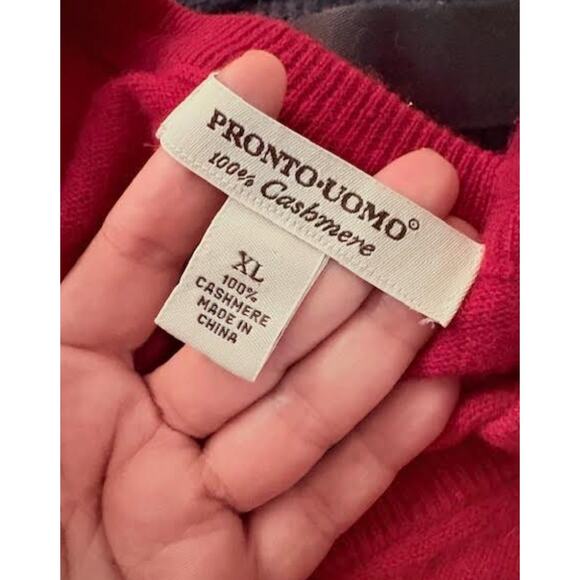 PRONTO·UOMO®
100% Cashmere
XL
100%
CASHMERE
MADE IN
CHINA